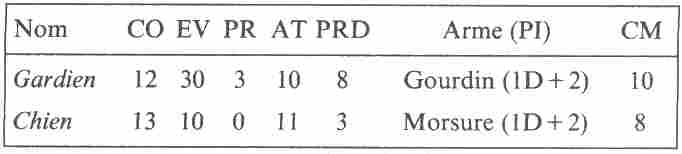 Nom CO EV PR AT PRD Arme (PI) CM
Gardien 12 30 3 10 8 Gourdin (1D + 2) 10
Chien 13 10 0 11 3 Morsure (1D + 2) 8